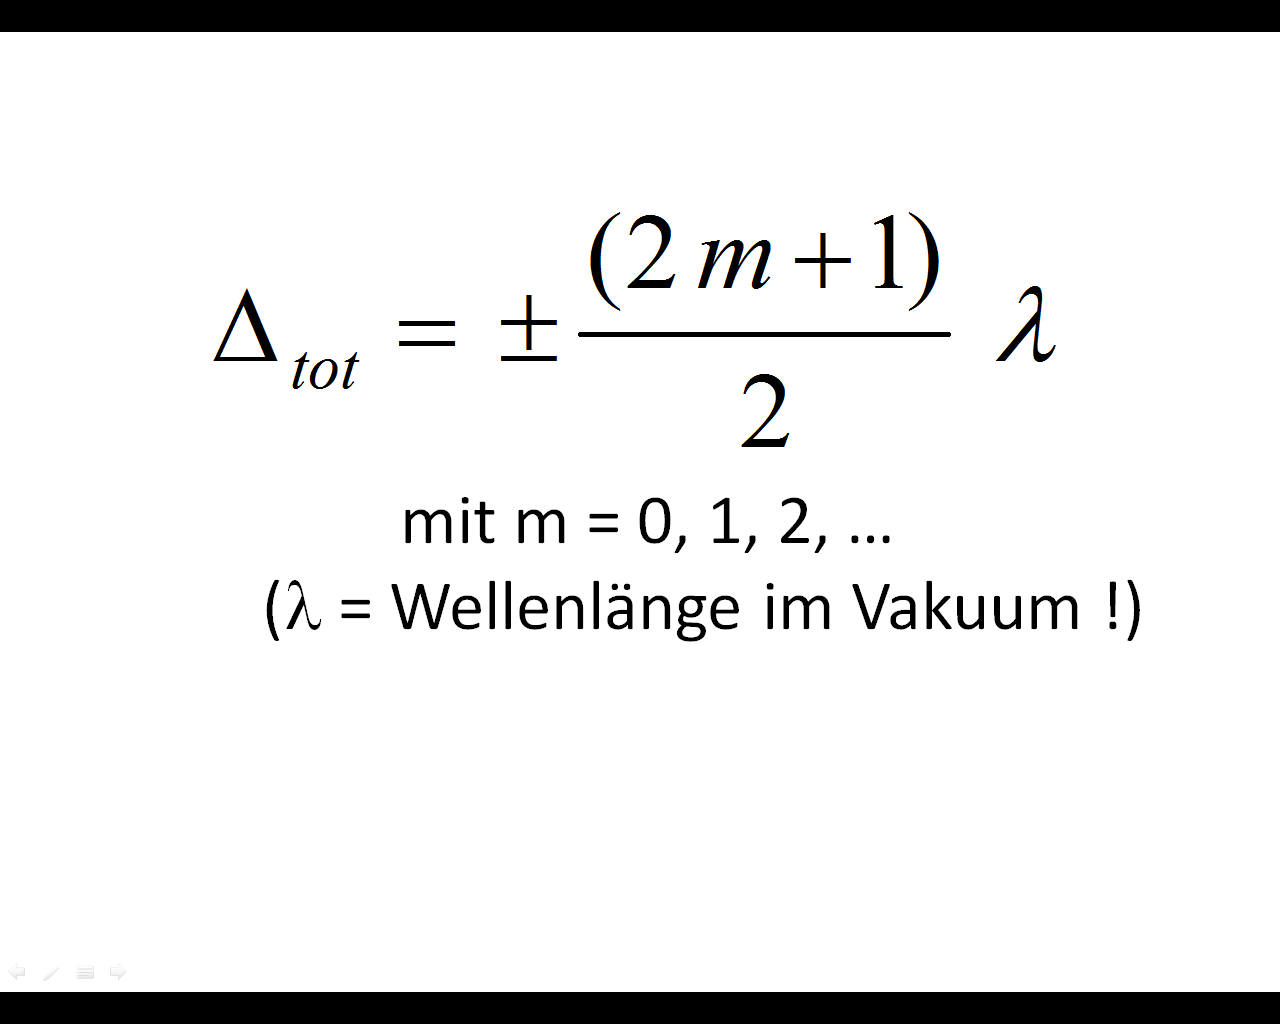 Δ_tot = ± (2m+1)/2 λ
mit m = 0, 1, 2, ...
(λ = Wellenlänge im Vakuum !)